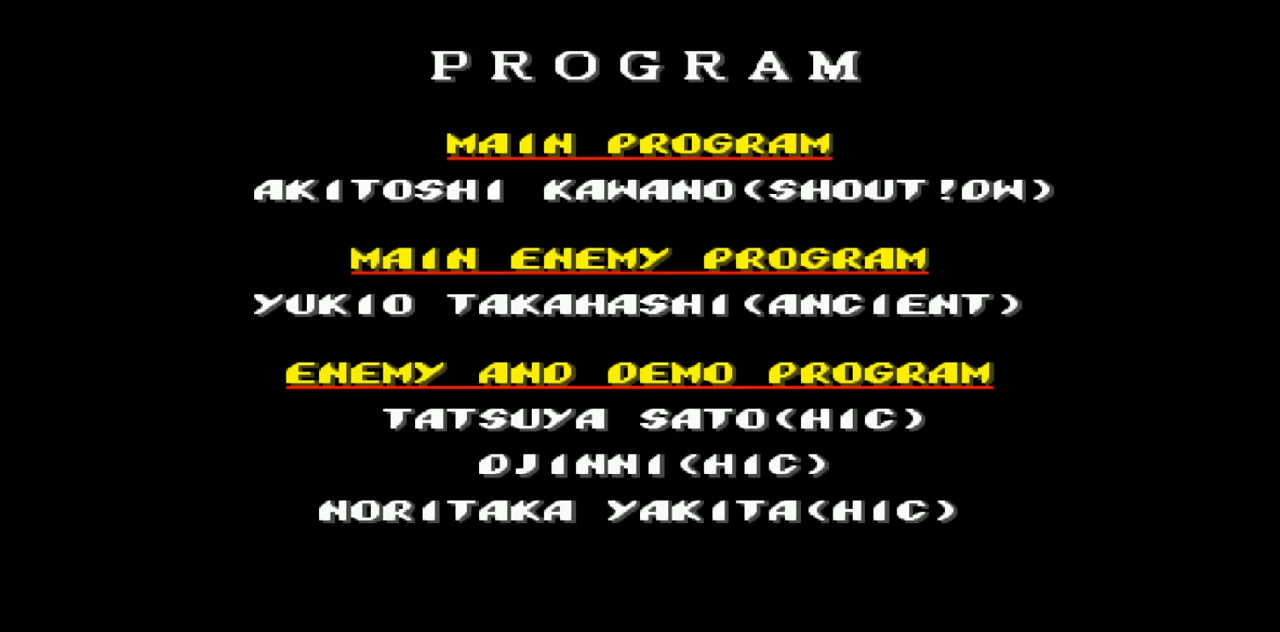 PROGRAM
MAIN PROGRAM
AKITOSHI KAWANO(SHOUT!DW)
MAIN ENEMY PROGRAM
YUKIO TAKAHASHI(ANCIENT)
ENEMY AND DEMO PROGRAM
TATSUYA SATO(HIC)
DJINNI(HIC)
NORITAKA YAKITA(HIC)